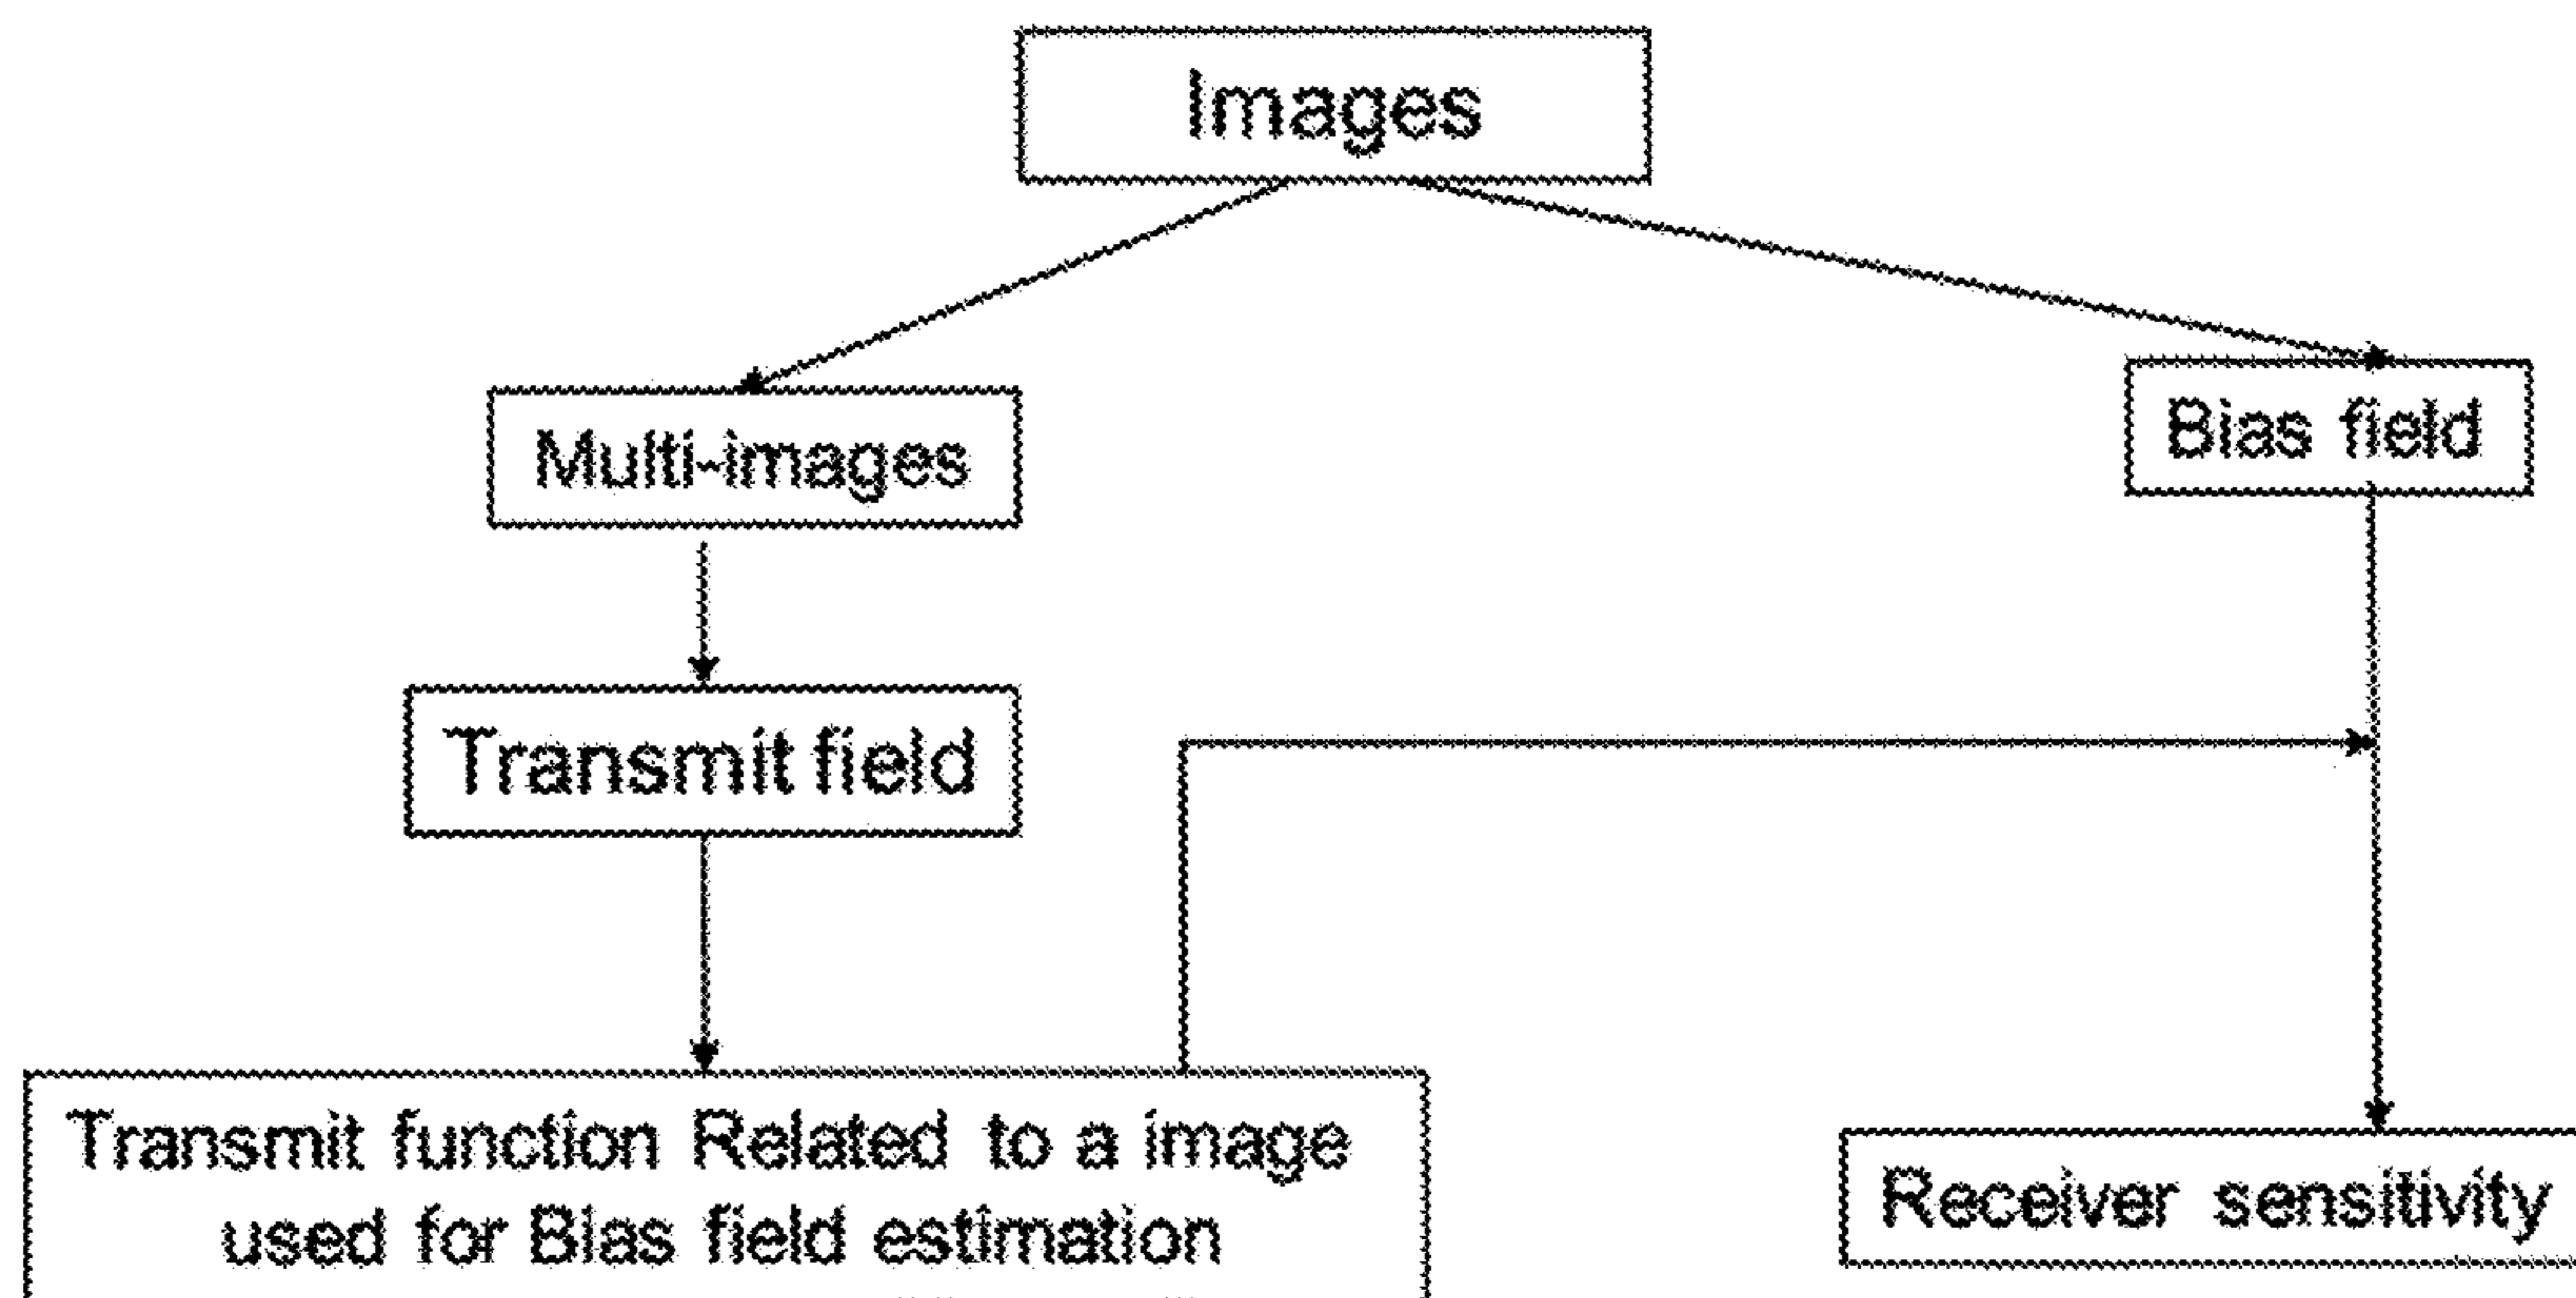 Images
Multi-images
Bias field
Transmit field
Transmit function Related to a image
used for Bias field estimation
Receiver sensitivity